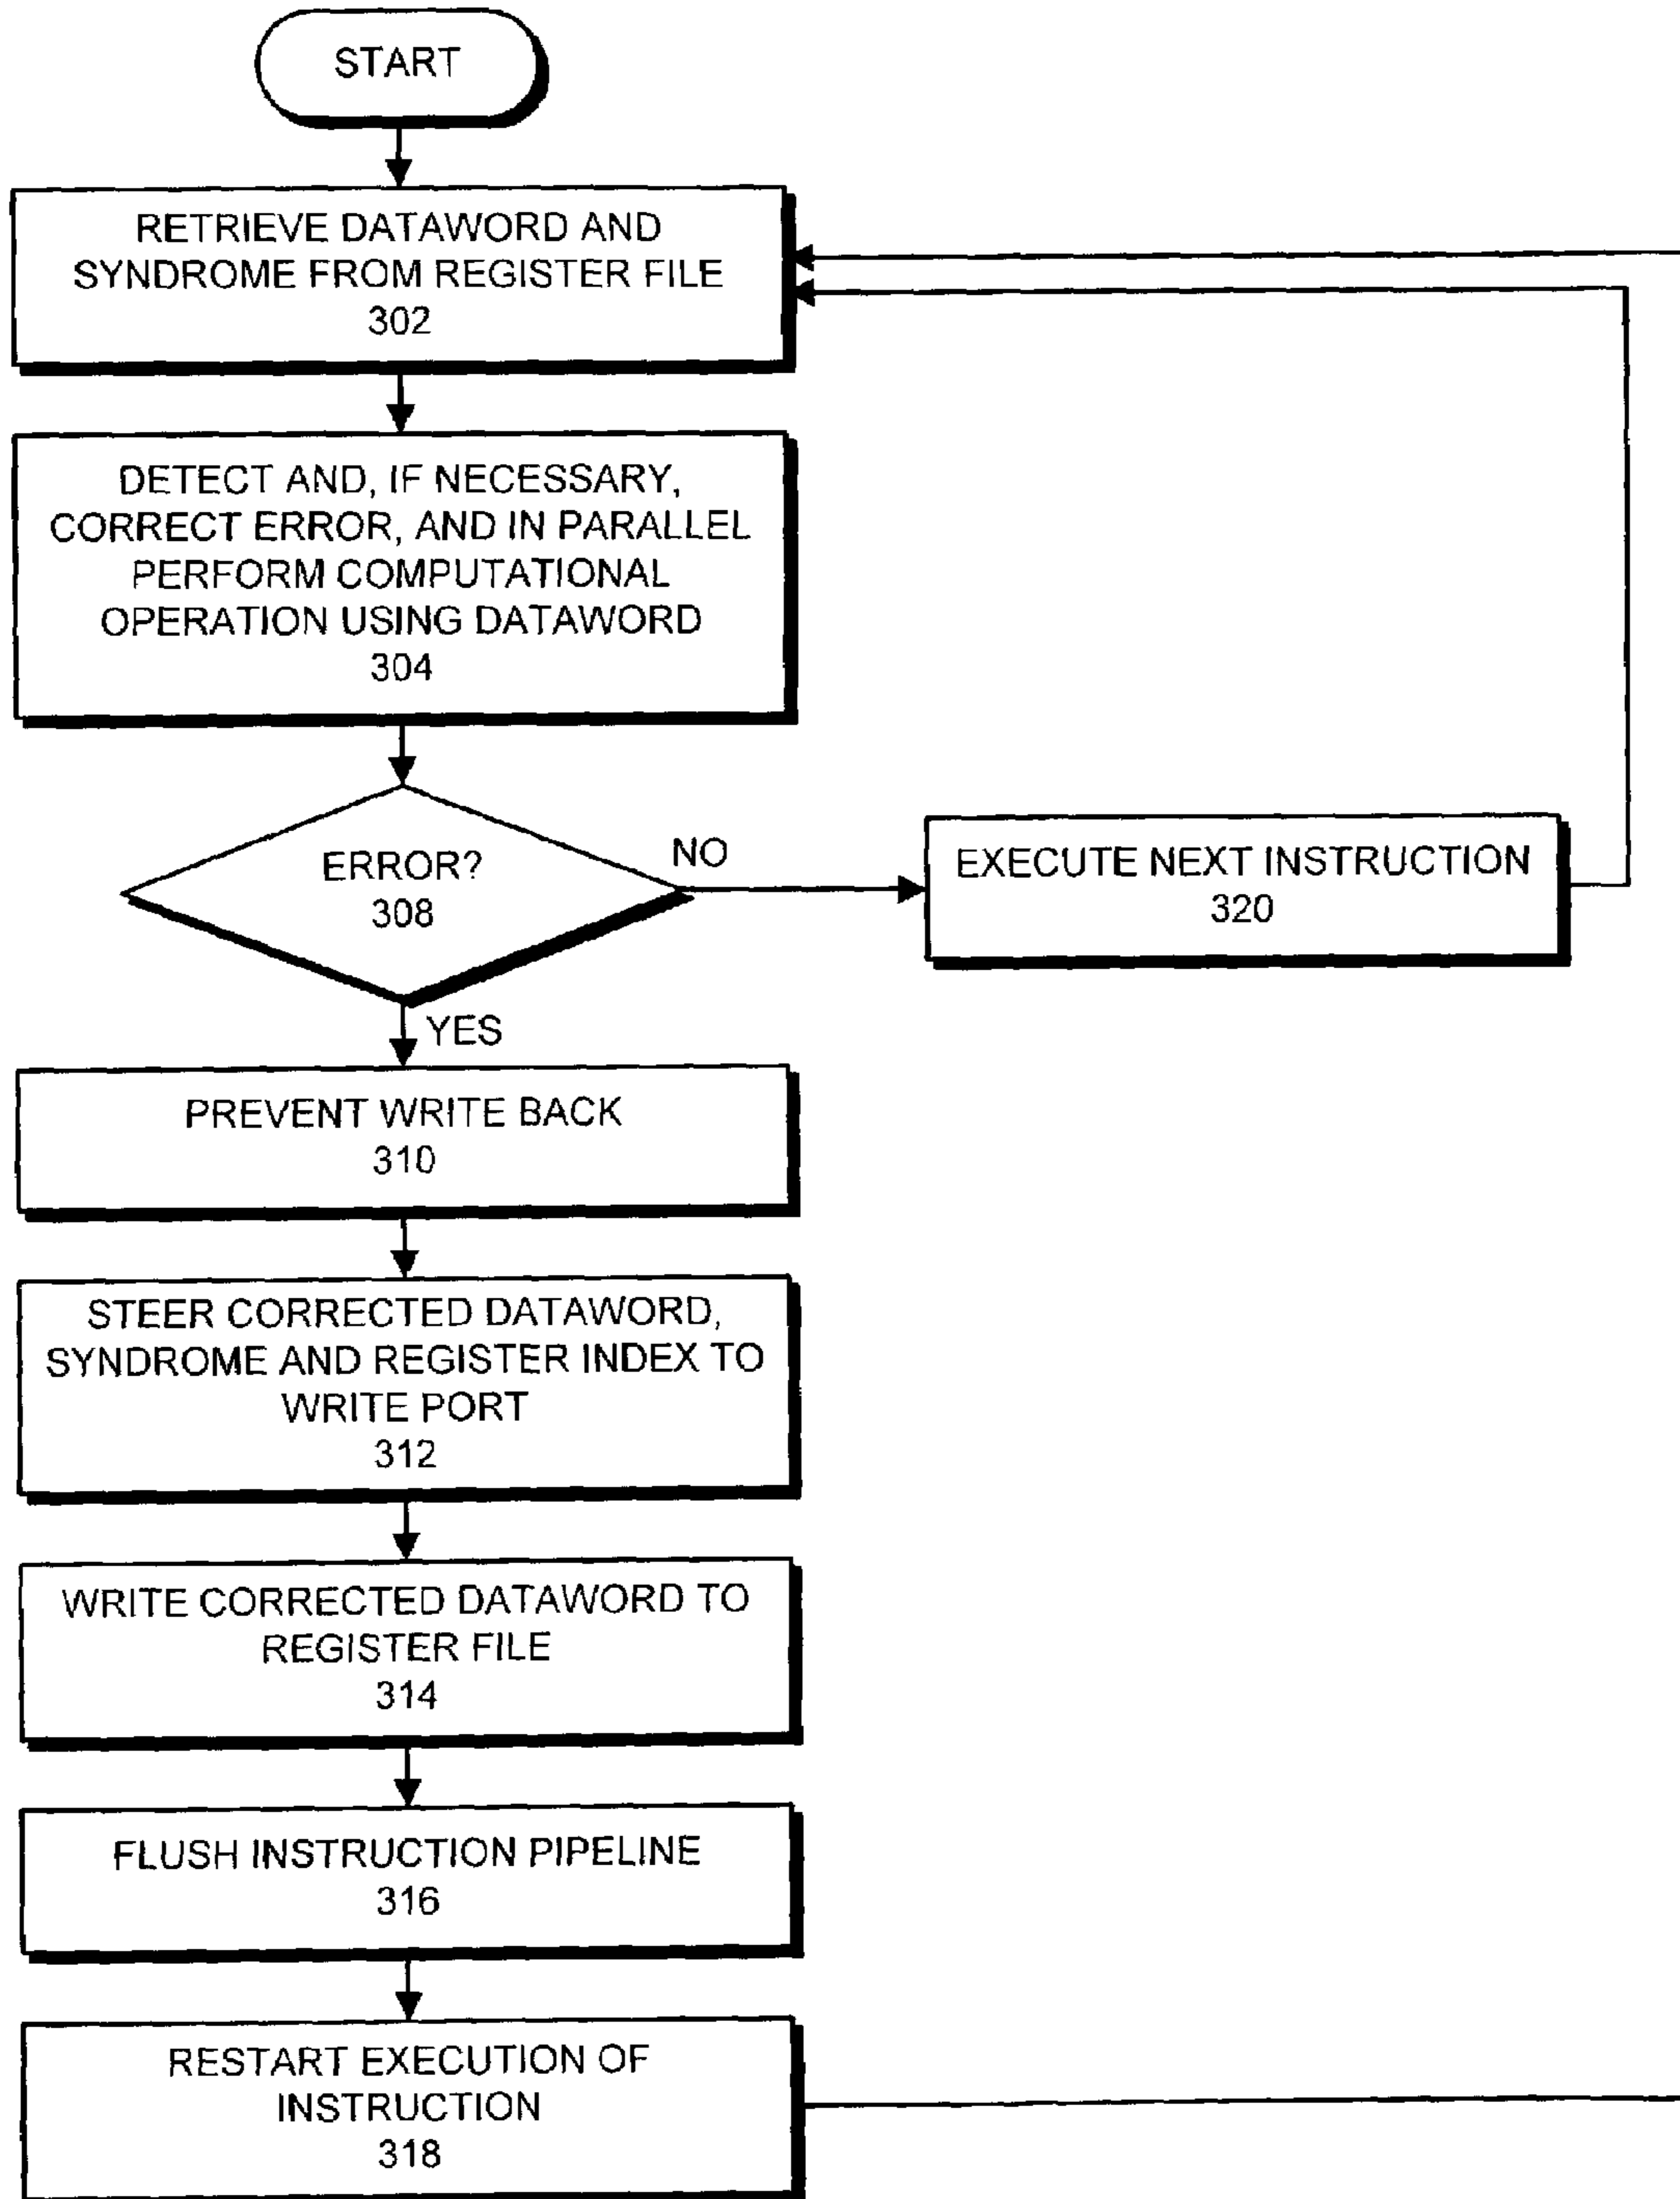 START
RETRIEVE DATAWORD AND
SYNDROME FROM REGISTER FILE
302
DETECT AND, IF NECESSARY,
CORRECT ERROR, AND IN PARALLEL
PERFORM COMPUTATIONAL
OPERATION USING DATAWORD
304
ERROR?
308
NO
EXECUTE NEXT INSTRUCTION
320
YES
PREVENT WRITE BACK
310
STEER CORRECTED DATAWORD,
SYNDROME AND REGISTER INDEX TO
WRITE PORT
312
WRITE CORRECTED DATAWORD TO
REGISTER FILE
314
FLUSH INSTRUCTION PIPELINE
316
RESTART EXECUTION OF
INSTRUCTION
318